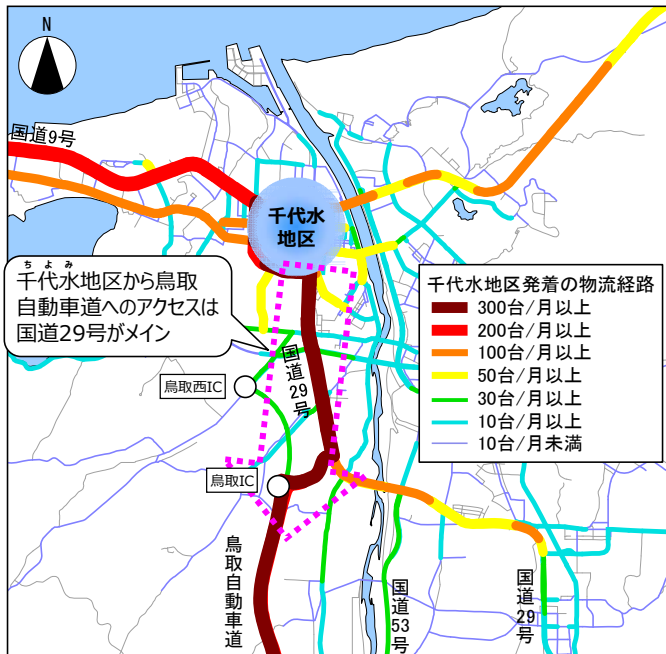 N
国道9号
千代水
地区
ちよみ
千代水地区から鳥取
自動車道へのアクセスは
国道29号がメイン
千代水地区発着の物流経路
300台/月以上
200台/月以上
100台/月以上
50台/月以上
30台/月以上
10台/月以上
10台/月未満
国道29号
鳥取西IC
鳥取IC
鳥取自動車道
国道53号
国道29号